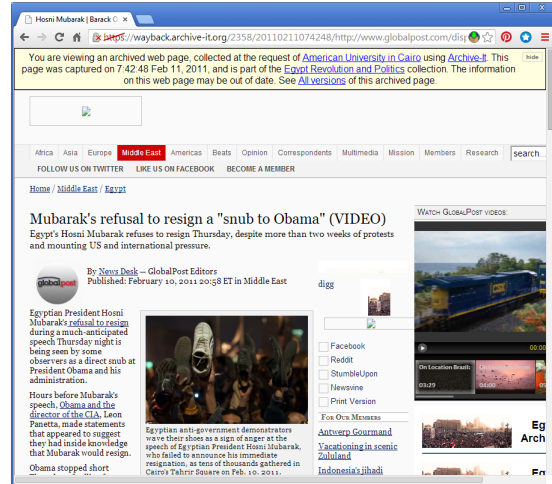 Hosni Mubarak | Barack O
https://wayback.archive-it.org/2358/20110211074248/http://www.globalpost.com/disp
You are viewing an archived web page, collected at the request of American University in Cairo using Archive-It. This
hide
page was captured on 7:42:48 Feb 11, 2011, and is part of the Egypt Revolution and Politics collection. The information
on this web page may be out of date. See All versions of this archived page.
Africa Asia Europe Middle East Americas Beats Opinion Correspondents Multimedia Mission Members Research search...
FOLLOW US ON TWITTER LIKE US ON FACEBOOK BECOME A MEMBER
Home / Middle East / Egypt
Mubarak's refusal to resign a "snub to Obama" (VIDEO)
Egypt's Hosni Mubarak refuses to resign Thursday, despite more than two weeks of protests
and mounting US and international pressure.
globalpost
By News Desk — GlobalPost Editors
Published: February 10, 2011 20:58 ET in Middle East
Egyptian President Hosni
Mubarak's refusal to resign
during a much-anticipated
speech Thursday night is
being seen by some
observers as a direct snub at
President Obama and his
administration.
Hours before Mubarak's
speech, Obama and the
director of the CIA, Leon
Panetta, made statements
that appeared to suggest
they had inside knowledge
that Mubarak would resign.
Obama stopped short
Egyptian anti-government demonstrators
wave their shoes as a sign of anger at the
speech of Egyptian President Hosni Mubarak,
who failed to announce his immediate
resignation, as tens of thousands gathered in
Cairo's Tahrir Square on Feb. 10, 2011.
digg
Facebook
Reddit
StumbleUpon
Newsvine
Print Version
For Our Members
Antwerp Gourmand
Vacationing in scenic
Zululand
Indonesia's jihadi
Watch GlobalPost videos:
00:00
On Location Brazil:
03:29
04:00
05
Eg
Arch
Eg